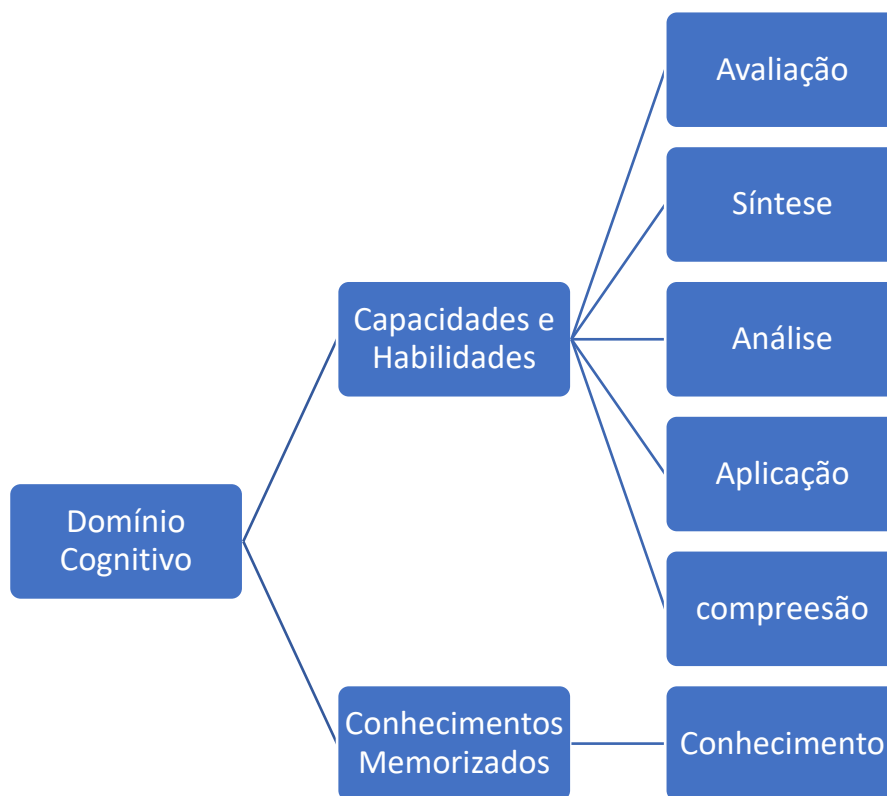 Domínio
Cognitivo
Capacidades e
Habilidades
Avaliação
Síntese
Análise
Aplicação
compreesão
Conhecimentos
Memorizados
Conhecimento